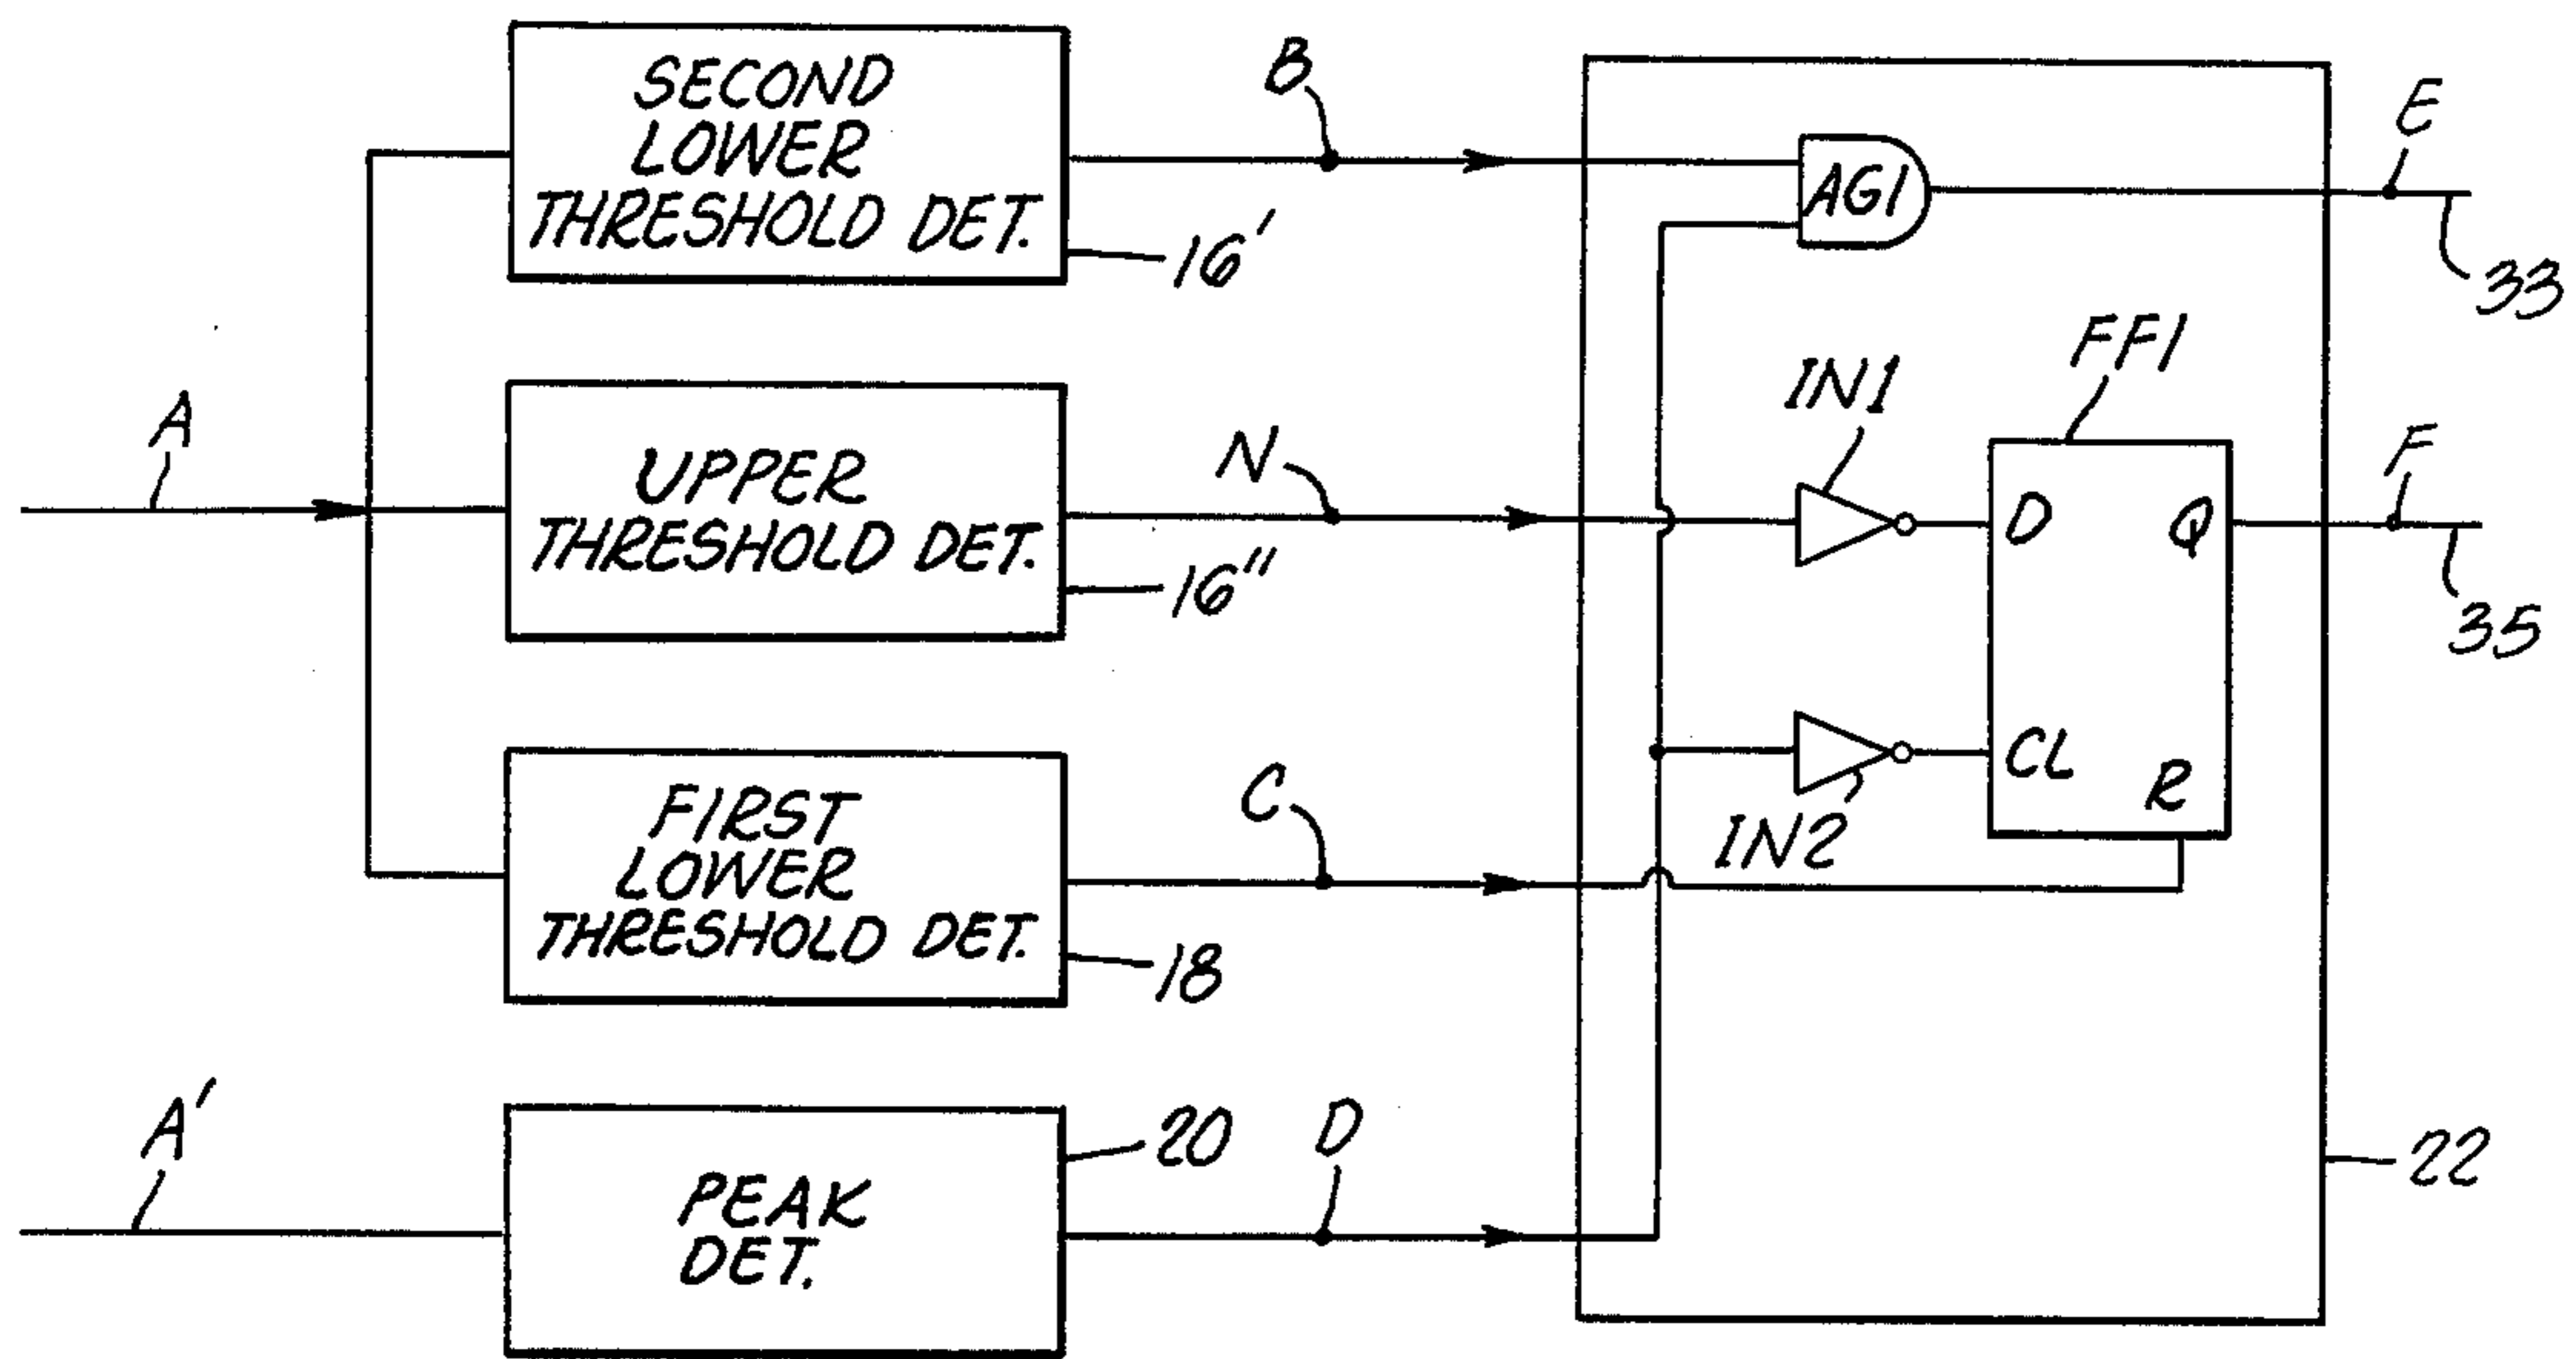 SECOND
LOWER
THRESHOLD DET.
16'
B
AG1
E
33
A
UPPER
THRESHOLD DET.
16"
N
IN1
FF1
D
Q
F
35
FIRST
LOWER
THRESHOLD DET.
18
C
IN2
CL
R
A'
PEAK
DET.
20
D
22